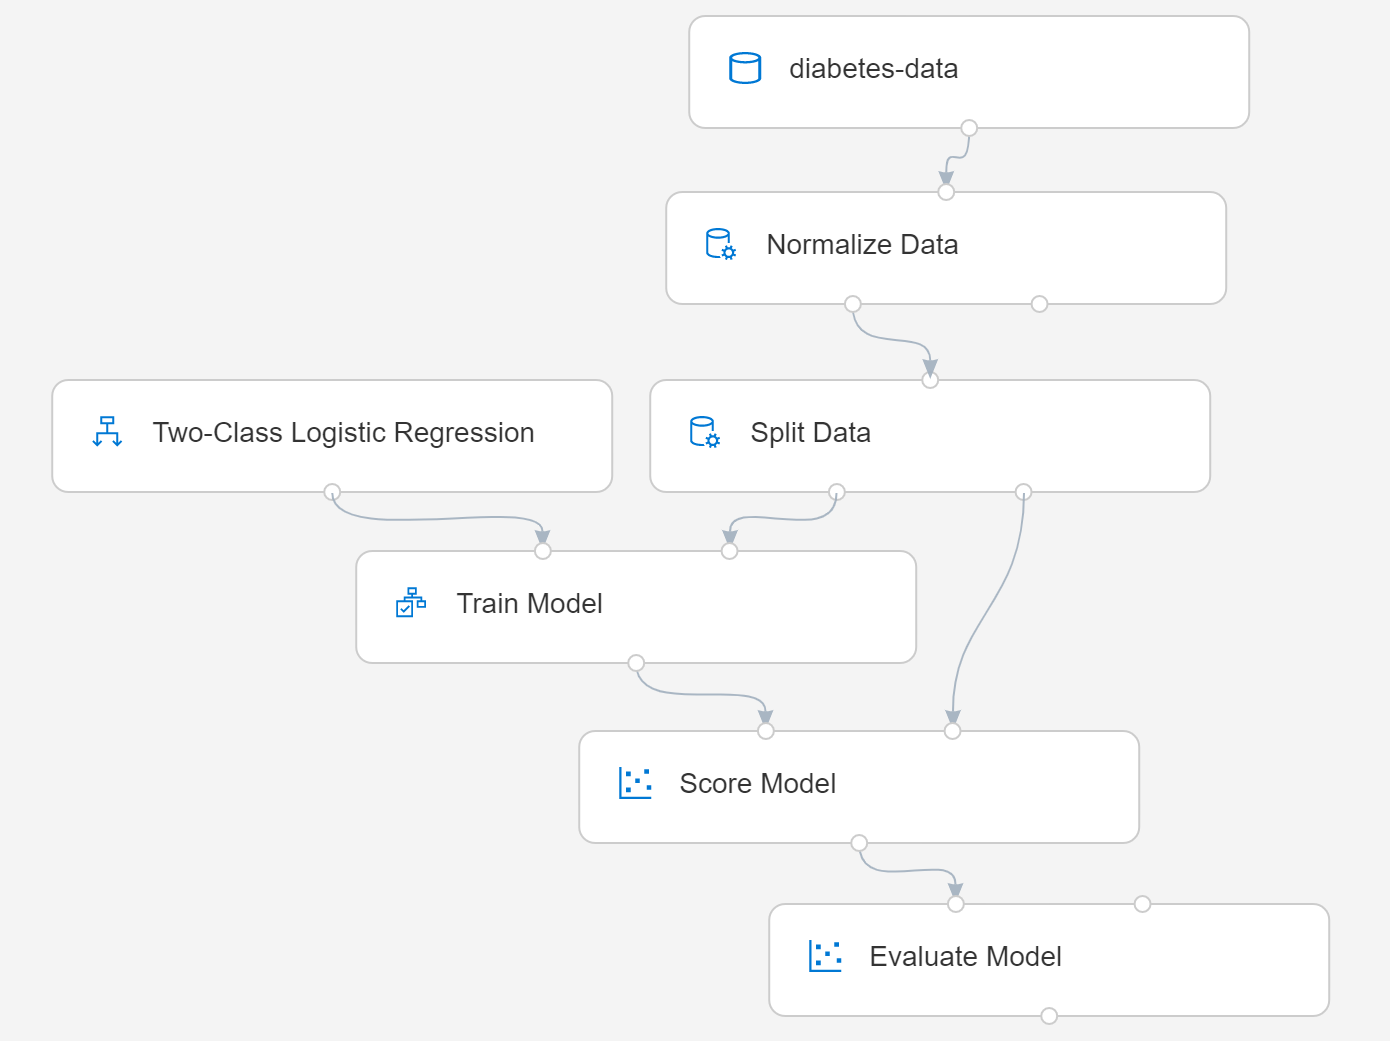 diabetes-data
Normalize Data
Two-Class Logistic Regression
Split Data
Train Model
Score Model
Evaluate Model